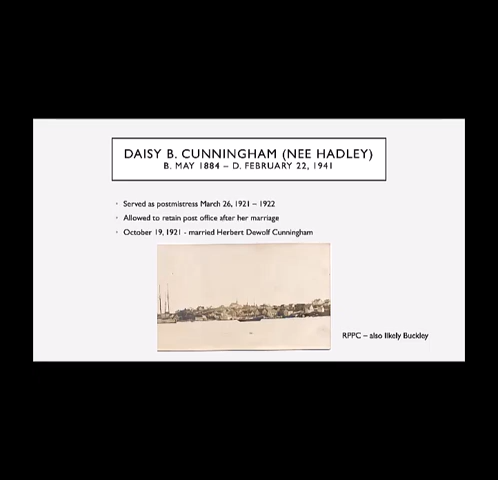 DAISY B. CUNNINGHAM (NEE HADLEY)
B. MAY 1884 – D. FEBRUARY 22, 1941
• Served as postmistress March 26, 1921 – 1922
• Allowed to retain post office after her marriage
• October 19, 1921 - married Herbert Dewolf Cunningham
RPPC – also likely Buckley